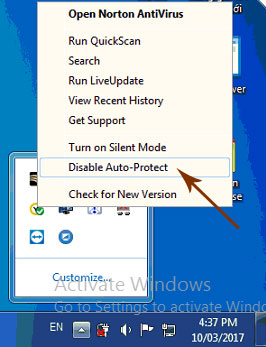 Open Norton AntiVirus
Run QuickScan
Search
Run LiveUpdate
View Recent History
Get Support
Turn on Silent Mode
Disable Auto-Protect
Check for New Version
Customize...
Activate Windows
Go to Settings to activate Windo
EN
4:37 PM
10/03/2017